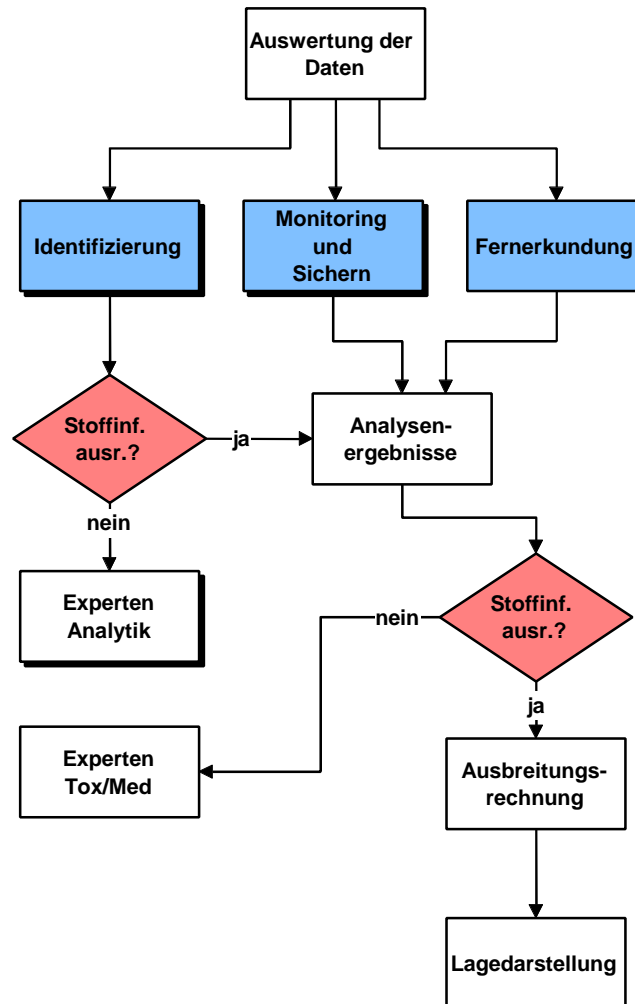 Auswertung der
Daten
Identifizierung
Monitoring
und
Sichern
Fernerkundung
Stoffinf.
ausr.?
ja
Analysen-
ergebnisse
nein
Experten
Analytik
nein
Stoffinf.
ausr.?
ja
Experten
Tox/Med
Ausbreitungs-
rechnung
Lagedarstellung